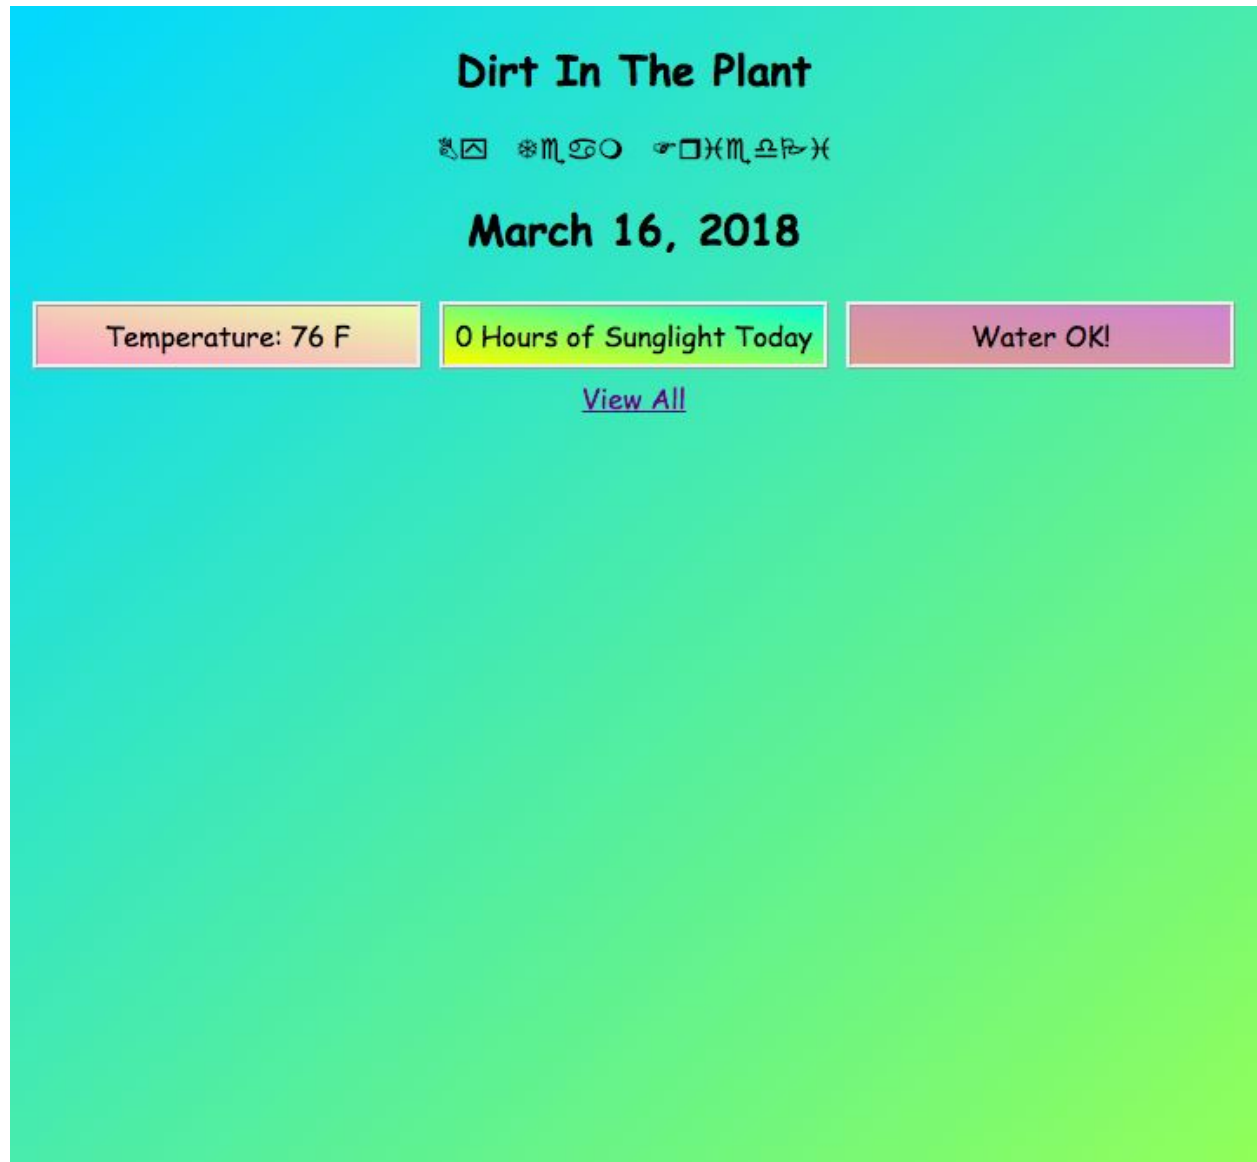 Dirt In The Plant
👌⍓ ❄♏♋❍ ☞❒♓♏♎🏱♓
March 16, 2018
Temperature: 76 F
0 Hours of Sunglight Today
Water OK!
View All